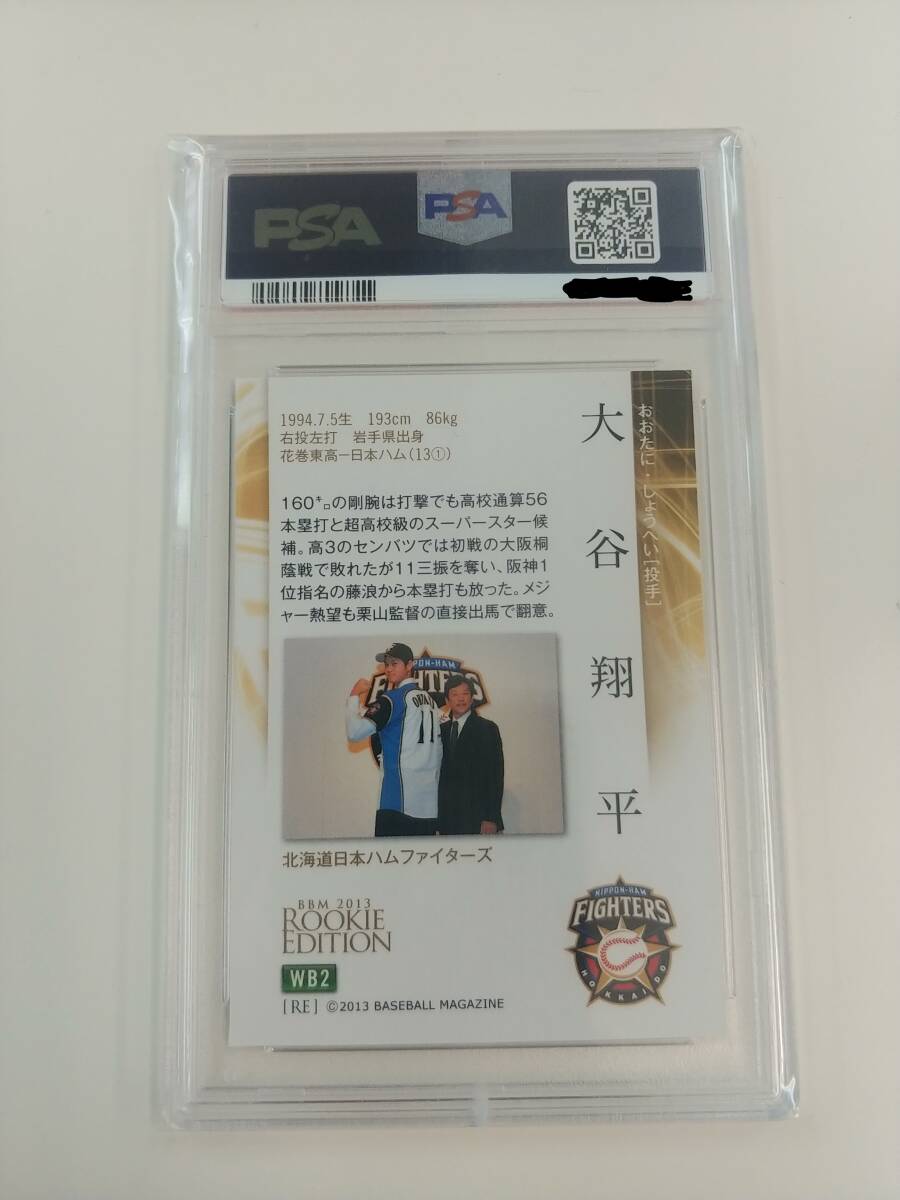 PSA
PSA
1994.7.5生 193cm 86kg
右投左打 岩手県出身
花巻東高ー日本ハム(13①)
160㌔の剛腕は打撃でも高校通算56
本塁打と超高校級のスーパースター候
補。高3のセンバツでは初戦の大阪桐
蔭戦で敗れたが11三振を奪い、阪神1
位指名の藤浪から本塁打も放った。メジ
ャー熱望も栗山監督の直接出馬で翻意。
大谷翔平
おおたに・しょうへい[投手]
NIPPON-HAM
FIGHTERS
11
北海道日本ハムファイターズ
BBM 2013
ROOKIE
EDITION
WB2
[RE] ©2013 BASEBALL MAGAZINE
NIPPON-HAM
FIGHTERS
HOKKAIDO